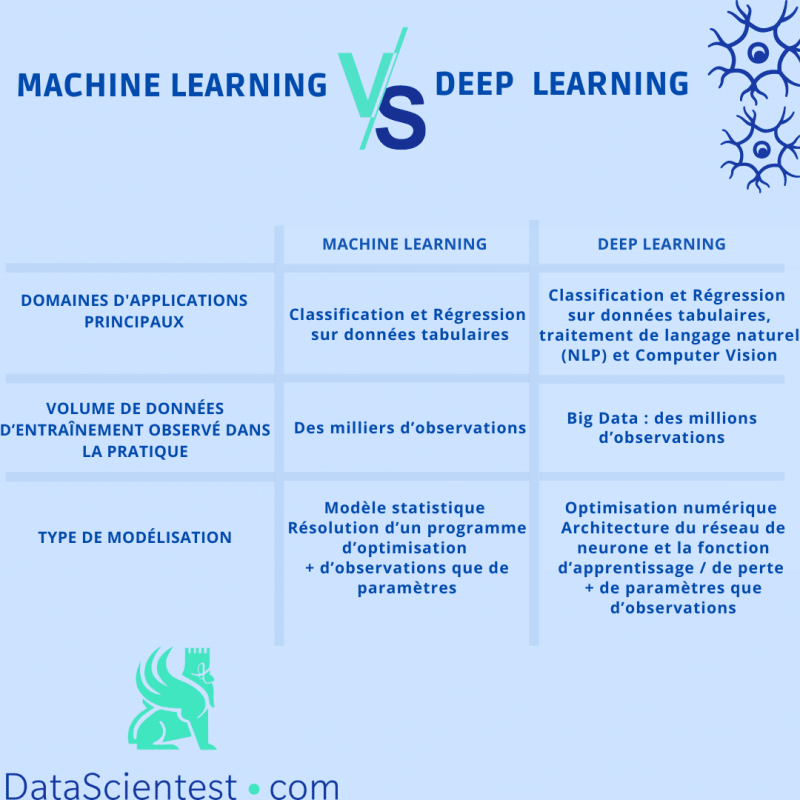 MACHINE LEARNING VS DEEP LEARNING
MACHINE LEARNING
DEEP LEARNING
DOMAINES D'APPLICATIONS
PRINCIPAUX
Classification et Régression
sur données tabulaires
Classification et Régression
sur données tabulaires,
traitement de langage naturel
(NLP) et Computer Vision
VOLUME DE DONNÉES
D’ENTRAÎNEMENT OBSERVÉ DANS
LA PRATIQUE
Des milliers d’observations
Big Data : des millions
d’observations
TYPE DE MODÉLISATION
Modèle statistique
Résolution d’un programme
d’optimisation
+ d’observations que de
paramètres
Optimisation numérique
Architecture du réseau de
neurone et la fonction
d’apprentissage / de perte
+ de paramètres que
d’observations
DataScientest • com